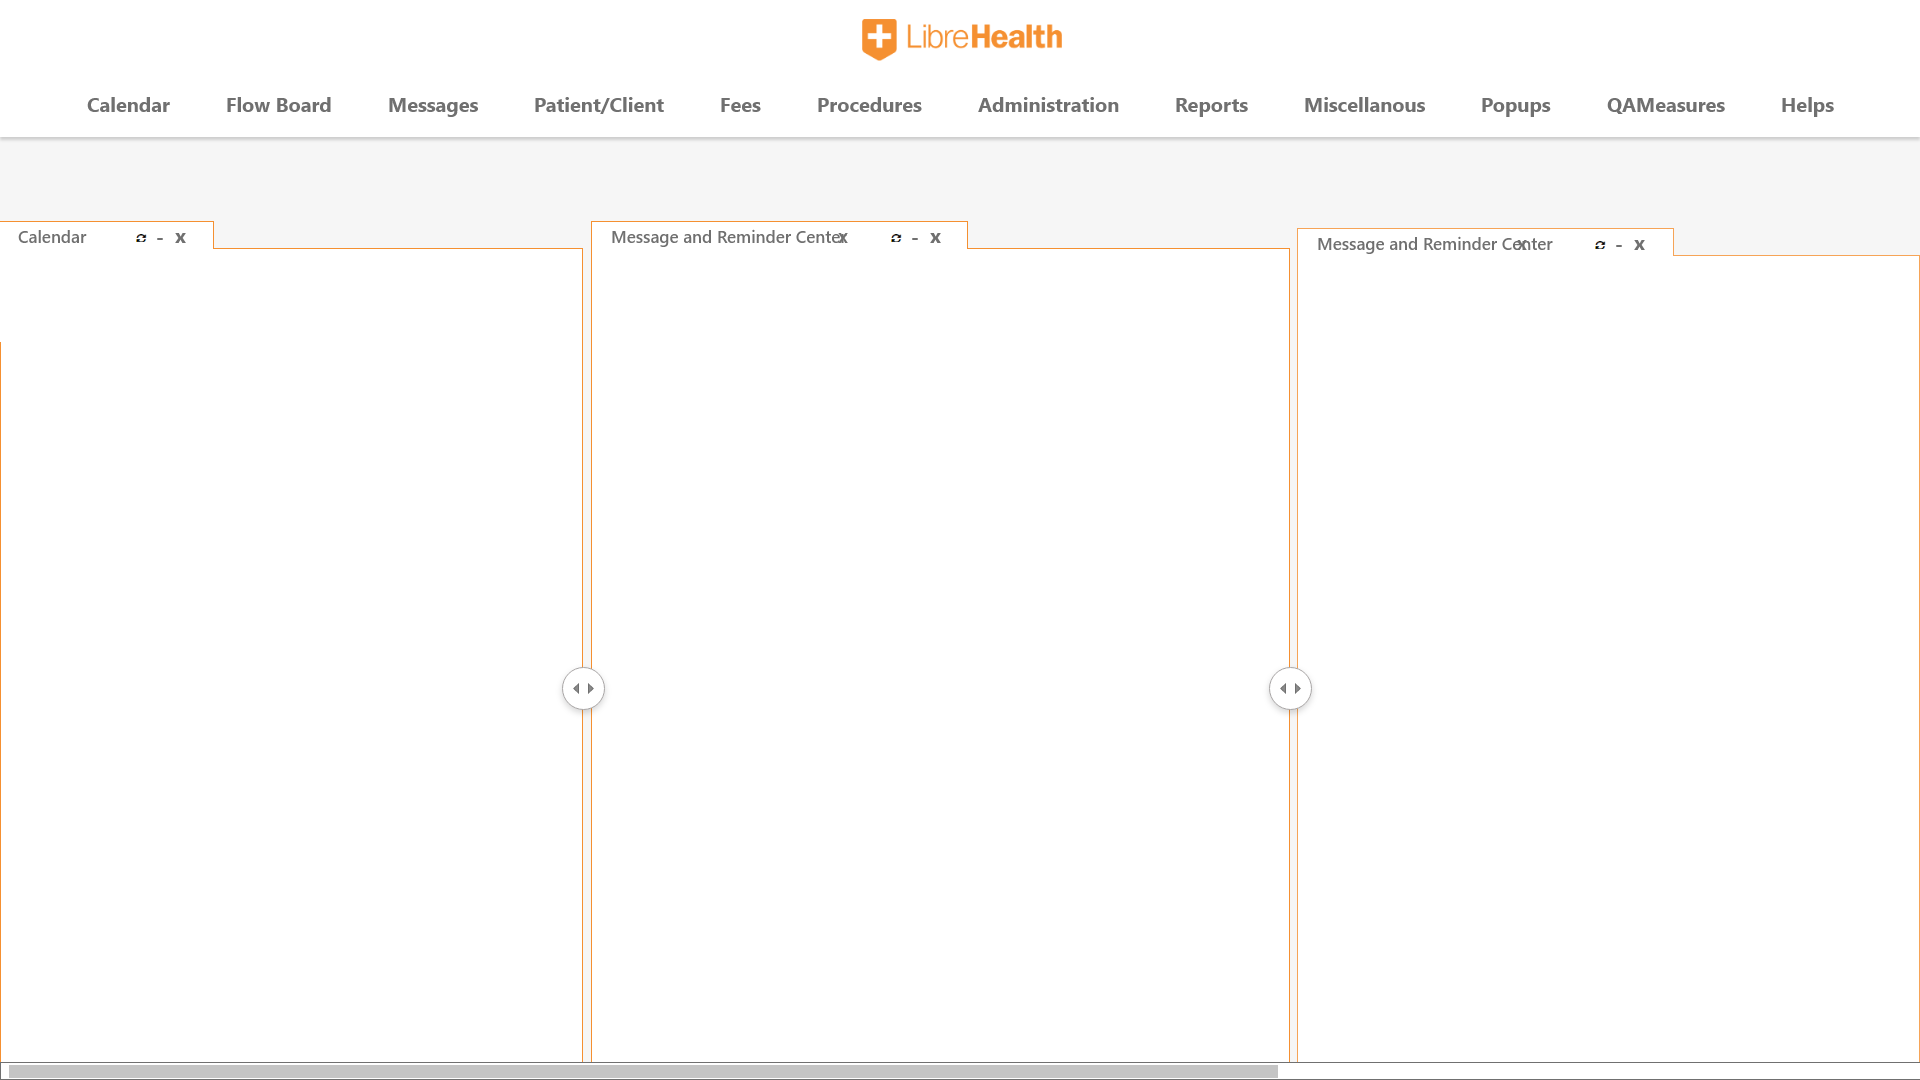 LibreHealth
Calendar Flow Board Messages Patient/Client Fees Procedures Administration Reports Miscellanous Popups QAMeasures Helps
Calendar - X
Message and Reminder Center X - X
Message and Reminder Center X - X